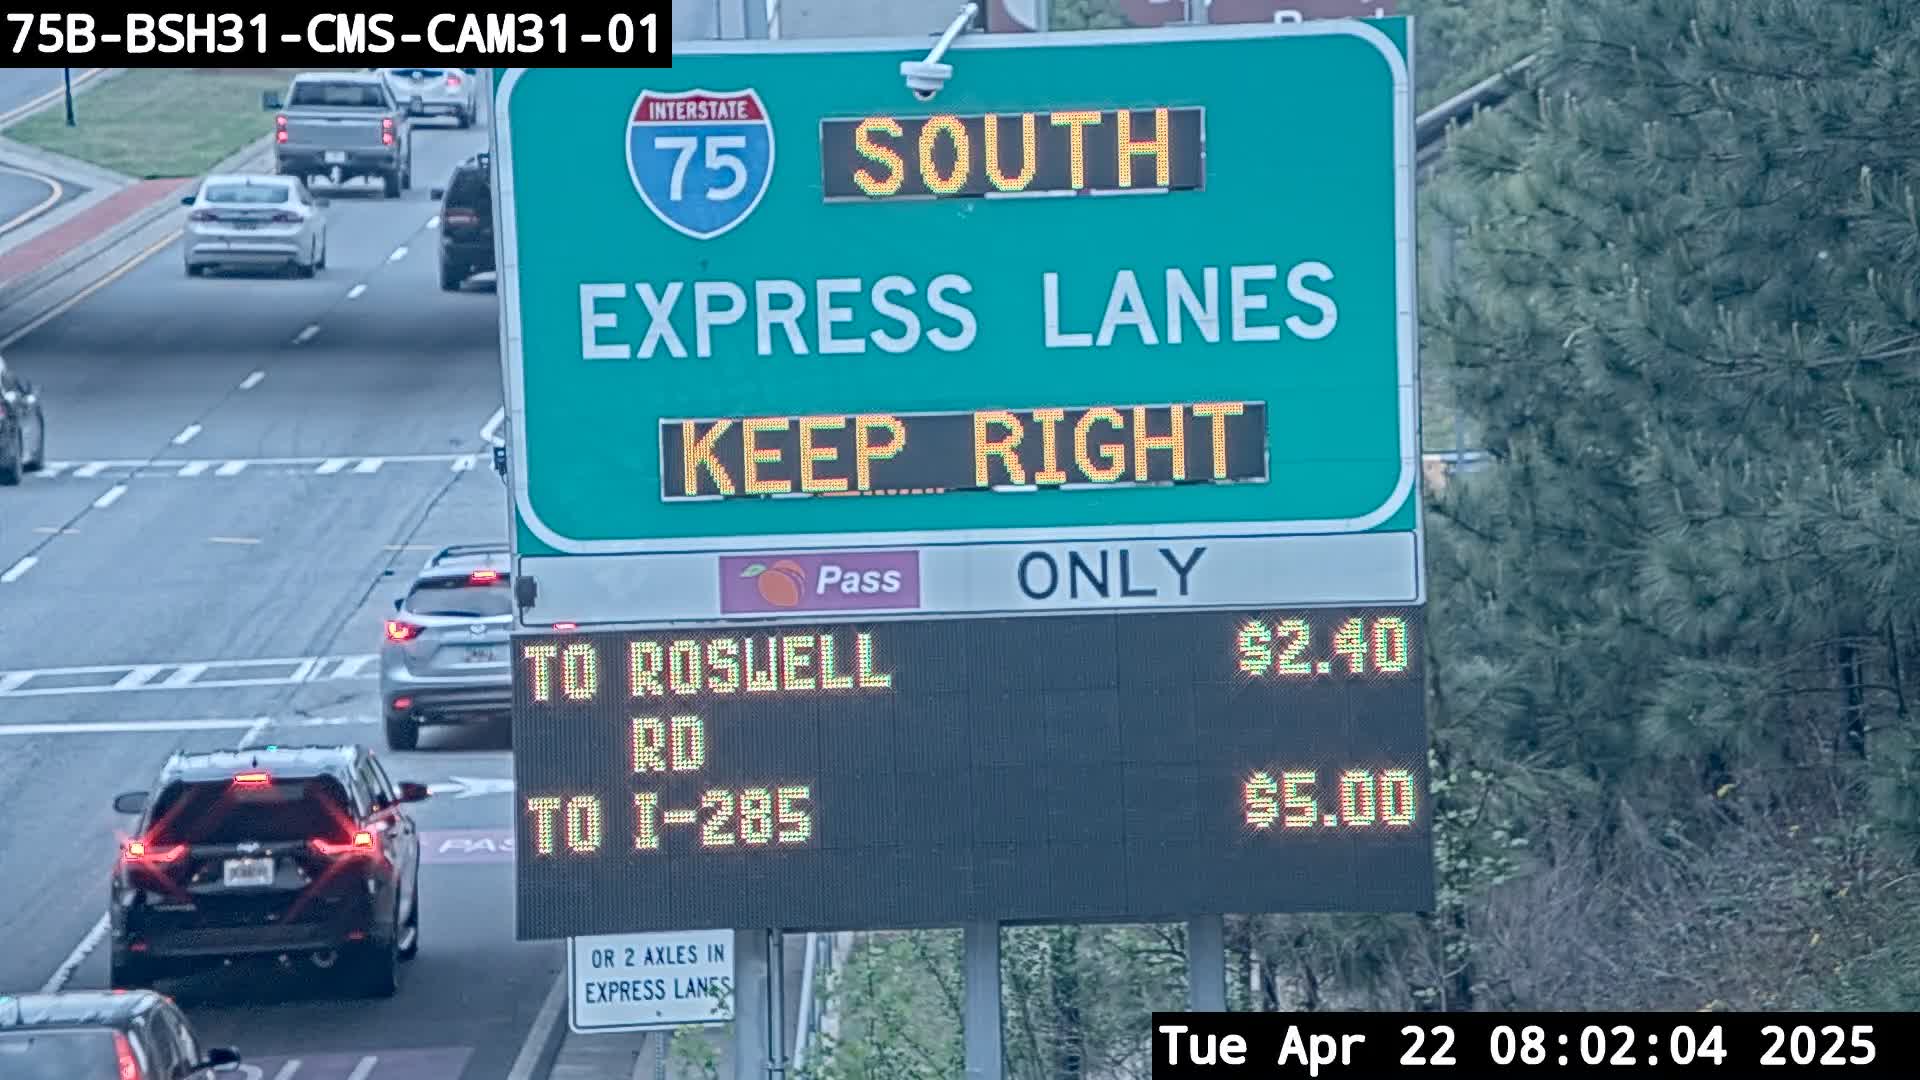 75B-BSH31-CMS-CAM31-01
INTERSTATE
75
SOUTH
EXPRESS LANES
KEEP RIGHT
Pass ONLY
TO ROSWELL $2.40
RD
TO I-285 $5.00
OR 2 AXLES IN
EXPRESS LANES
Tue Apr 22 08:02:04 2025